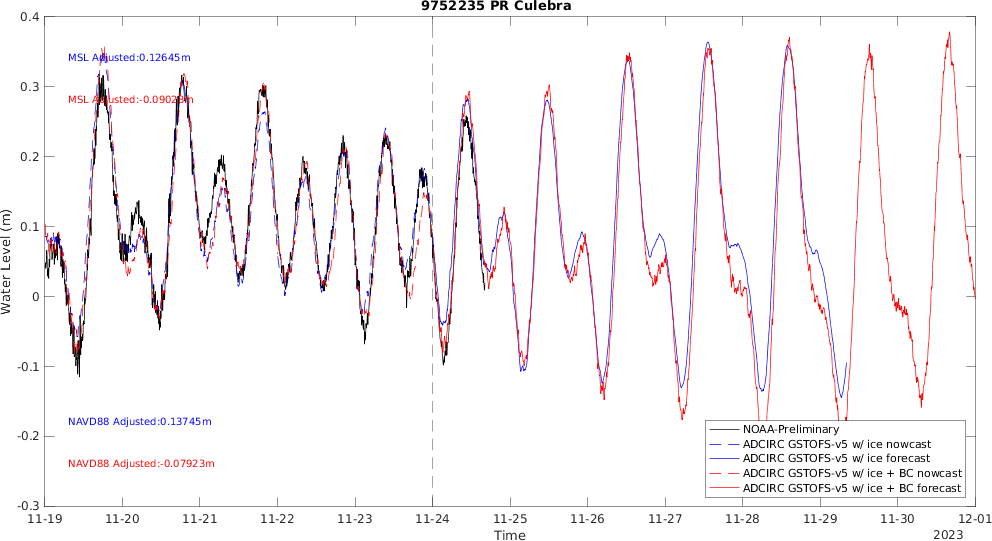 9752235 PR Culebra
0.4
0.3
0.2
0.1
0
-0.1
-0.2
-0.3
Water Level (m)
MSL Adjusted:0.12645m
MSL Adjusted:-0.09023m
NAVD88 Adjusted:0.13745m
NAVD88 Adjusted:-0.07923m
NOAA-Preliminary
ADCIRC GSTOFS-v5 w/ ice nowcast
ADCIRC GSTOFS-v5 w/ ice forecast
ADCIRC GSTOFS-v5 w/ ice + BC nowcast
ADCIRC GSTOFS-v5 w/ ice + BC forecast
11-19 11-20 11-21 11-22 11-23 11-24 11-25 11-26 11-27 11-28 11-29 11-30 12-01
Time
2023